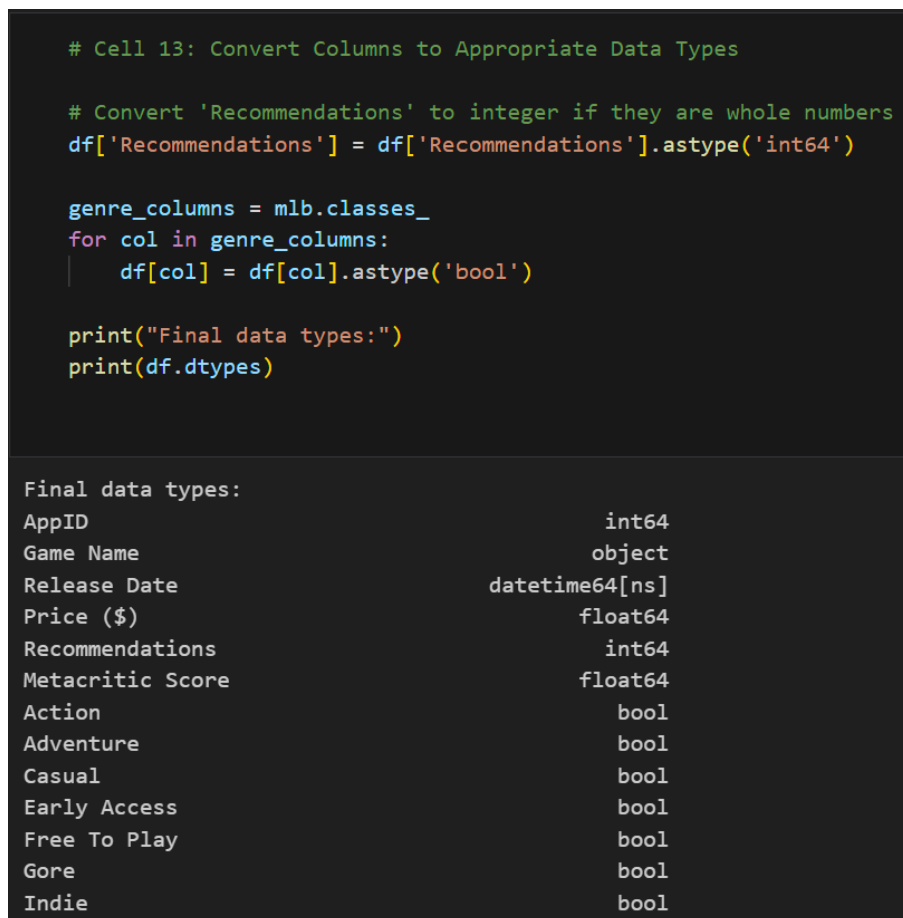 # Cell 13: Convert Columns to Appropriate Data Types
# Convert 'Recommendations' to integer if they are whole numbers
df['Recommendations'] = df['Recommendations'].astype('int64')
genre_columns = mlb.classes_
for col in genre_columns:
    df[col] = df[col].astype('bool')
print("Final data types:")
print(df.dtypes)
Final data types:
AppID int64
Game Name object
Release Date datetime64[ns]
Price ($) float64
Recommendations int64
Metacritic Score float64
Action bool
Adventure bool
Casual bool
Early Access bool
Free To Play bool
Gore bool
Indie bool